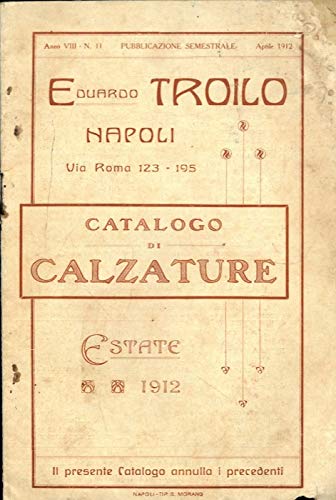 Anno VIII - N. 11 PUBBLICAZIONE SEMESTRALE Aprile 1912
EDUARDO TROILO
NAPOLI
Via Roma 123 - 195
CATALOGO
DI
CALZATURE
ESTATE
1912
Il presente Catalogo annulla i precedenti
NAPOLI - TIP. S. MORANO